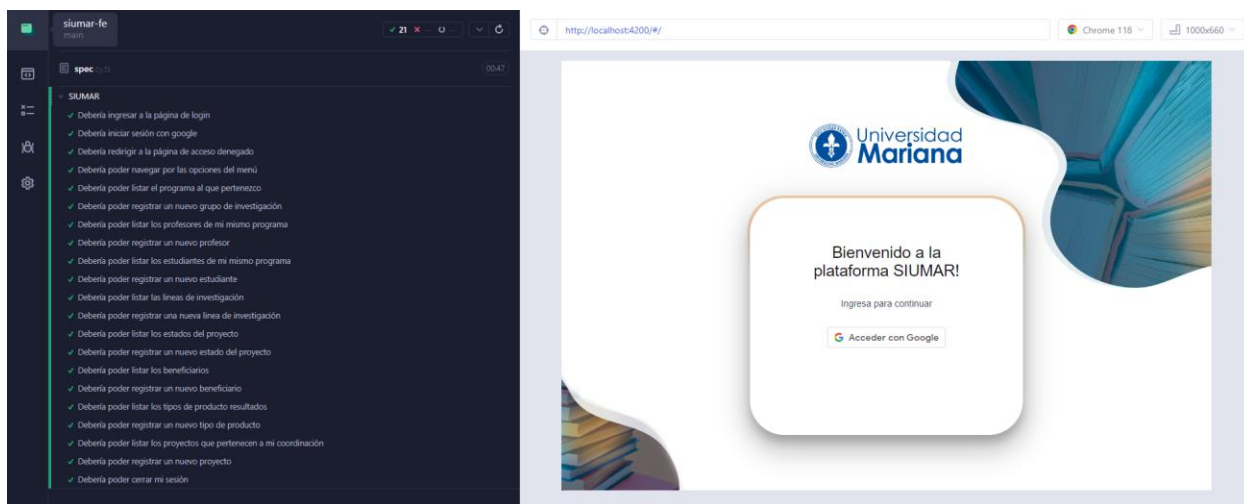 siumar-fe
main
21 -- --
spec cy.ts 00:47
SIUMAR
Debería ingresar a la página de login
Debería iniciar sesión con google
Debería redirigir a la página de acceso denegado
Debería poder navegar por las opciones del menú
Debería poder listar el programa al que pertenezco
Debería poder registrar un nuevo grupo de investigación
Debería poder listar los profesores de mi mismo programa
Debería poder registrar un nuevo profesor
Debería poder listar los estudiantes de mi mismo programa
Debería poder registrar un nuevo estudiante
Debería poder listar las lineas de investigación
Debería poder registrar una nueva linea de investigación
Debería poder listar los estados del proyecto
Debería poder registrar un nuevo estado del proyecto
Debería poder listar los beneficiarios
Debería poder registrar un nuevo beneficiario
Debería poder listar los tipos de producto resultados
Debería poder registrar un nuevo tipo de producto
Debería poder listar los proyectos que pertenecen a mi coordinación
Debería poder registrar un nuevo proyecto
Debería poder cerrar mi sesión
http://localhost:4200/#/
Chrome 118
1000x660
Universidad
Mariana
Bienvenido a la
plataforma SIUMAR!
Ingresa para continuar
Acceder con Google